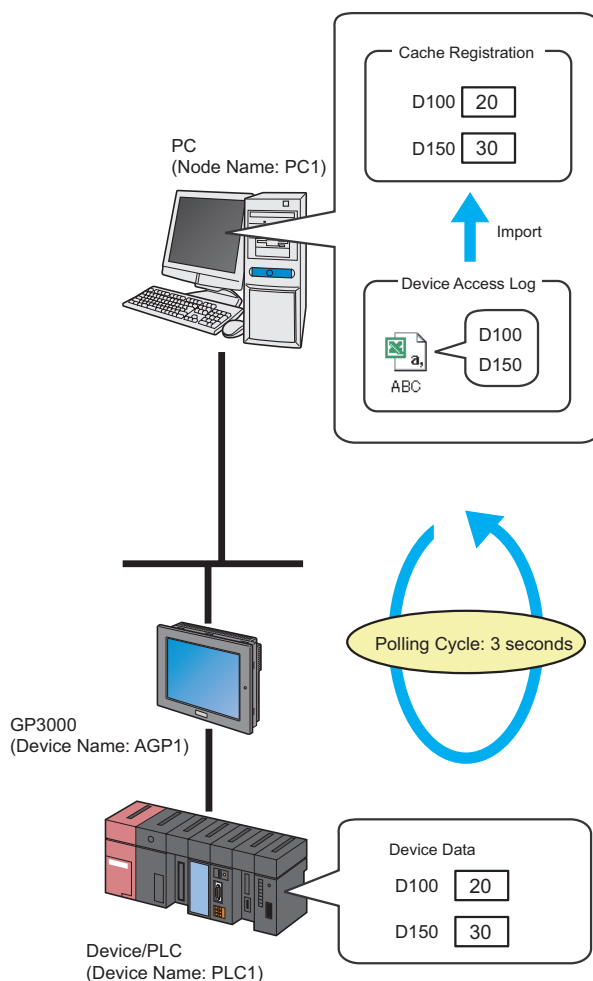 Cache Registration
D100 20
D150 30
PC
(Node Name: PC1)
Import
Device Access Log
D100
D150
a,
ABC
Polling Cycle: 3 seconds
GP3000
(Device Name: AGP1)
Device Data
D100 20
D150 30
Device/PLC
(Device Name: PLC1)